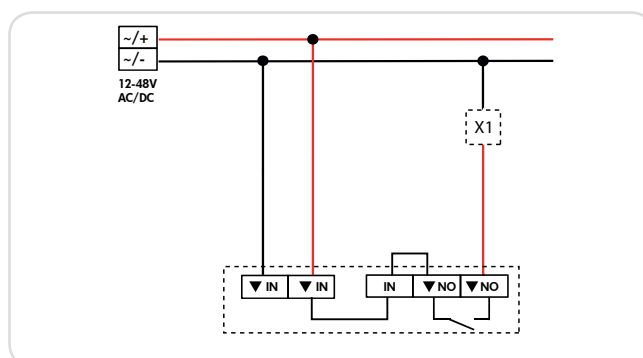 ~/+
~/-
12-48V
AC/DC
X1
▼ IN ▼ IN IN ▼ NO ▼ NO